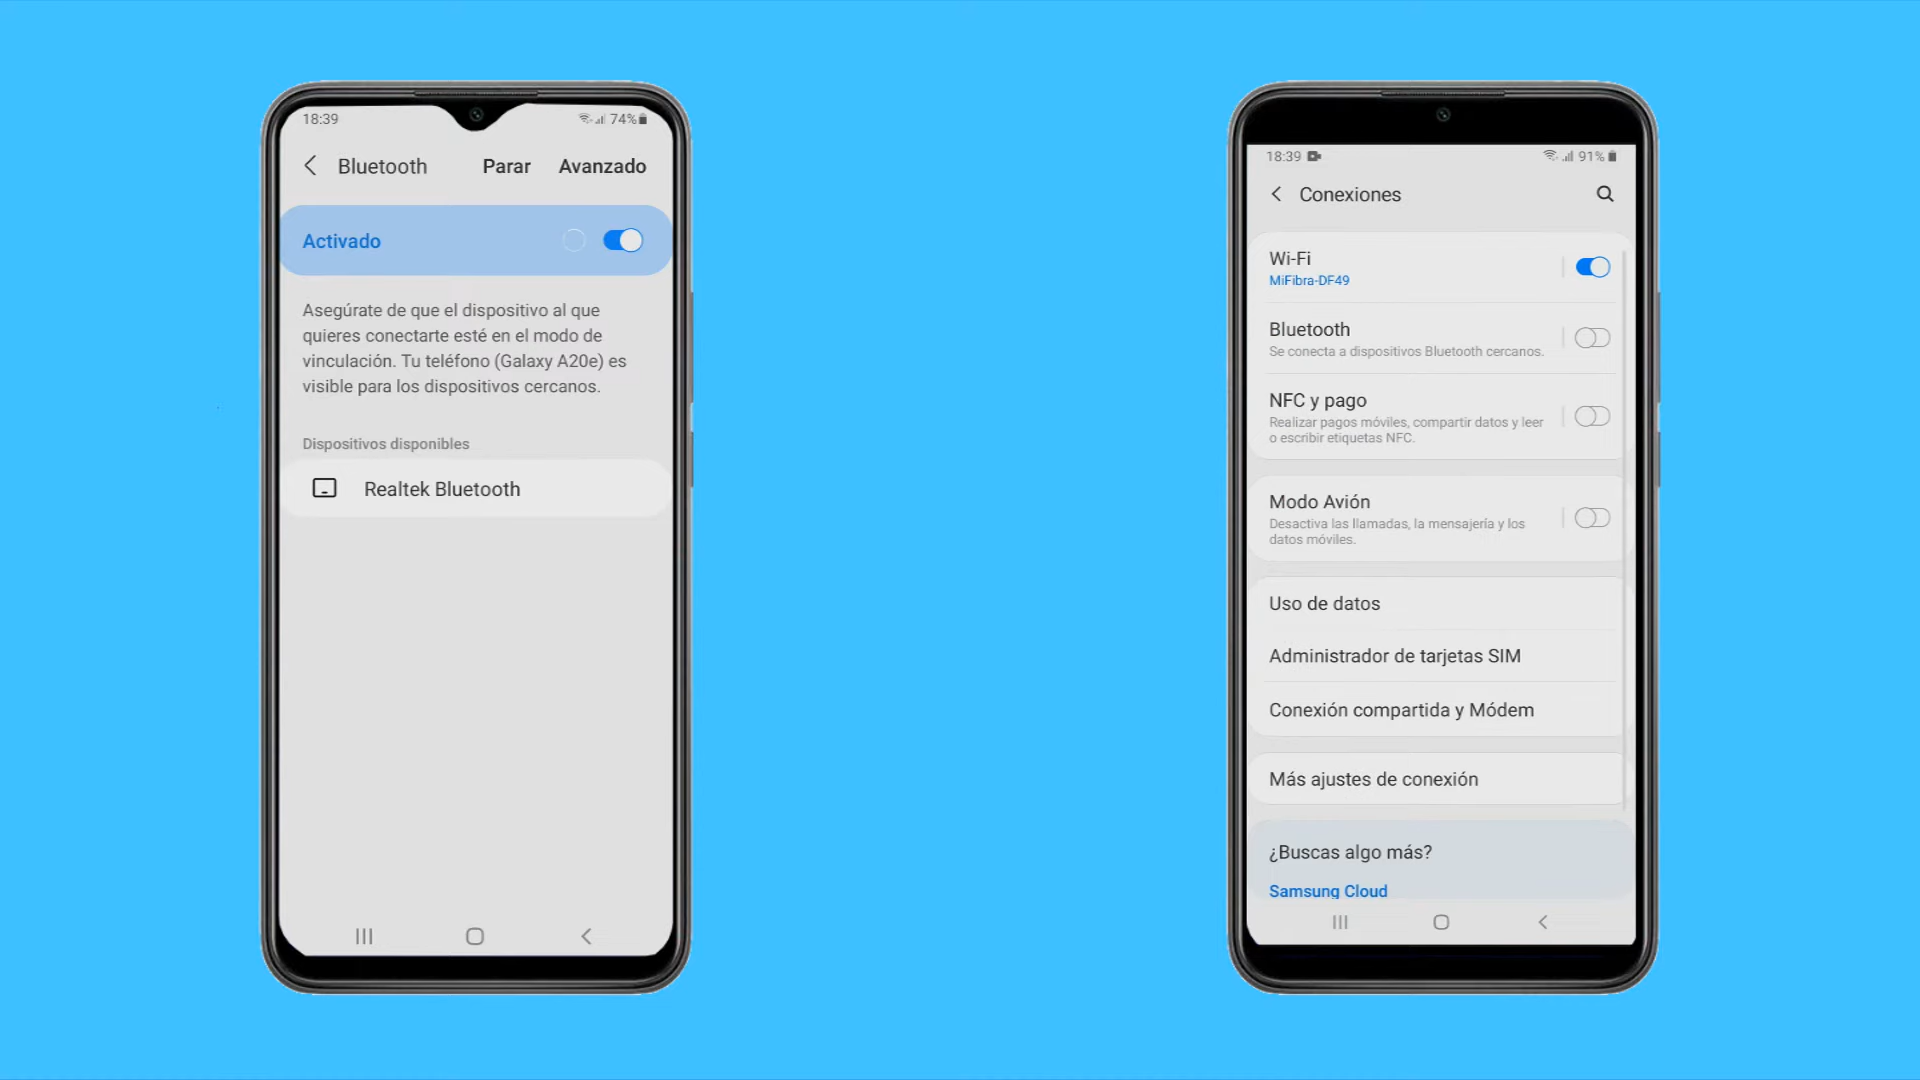 18:39
74%
Bluetooth
Parar
Avanzado
Activado
Asegúrate de que el dispositivo al que
quieres conectarte esté en el modo de
vinculación. Tu teléfono (Galaxy A20e) es
visible para los dispositivos cercanos.
Dispositivos disponibles
Realtek Bluetooth
18:39
91%
Conexiones
Wi-Fi
MiFibra-DF49
Bluetooth
Se conecta a dispositivos Bluetooth cercanos.
NFC y pago
Realizar pagos móviles, compartir datos y leer
o escribir etiquetas NFC.
Modo Avión
Desactiva las llamadas, la mensajería y los
datos móviles.
Uso de datos
Administrador de tarjetas SIM
Conexión compartida y Módem
Más ajustes de conexión
¿Buscas algo más?
Samsung Cloud